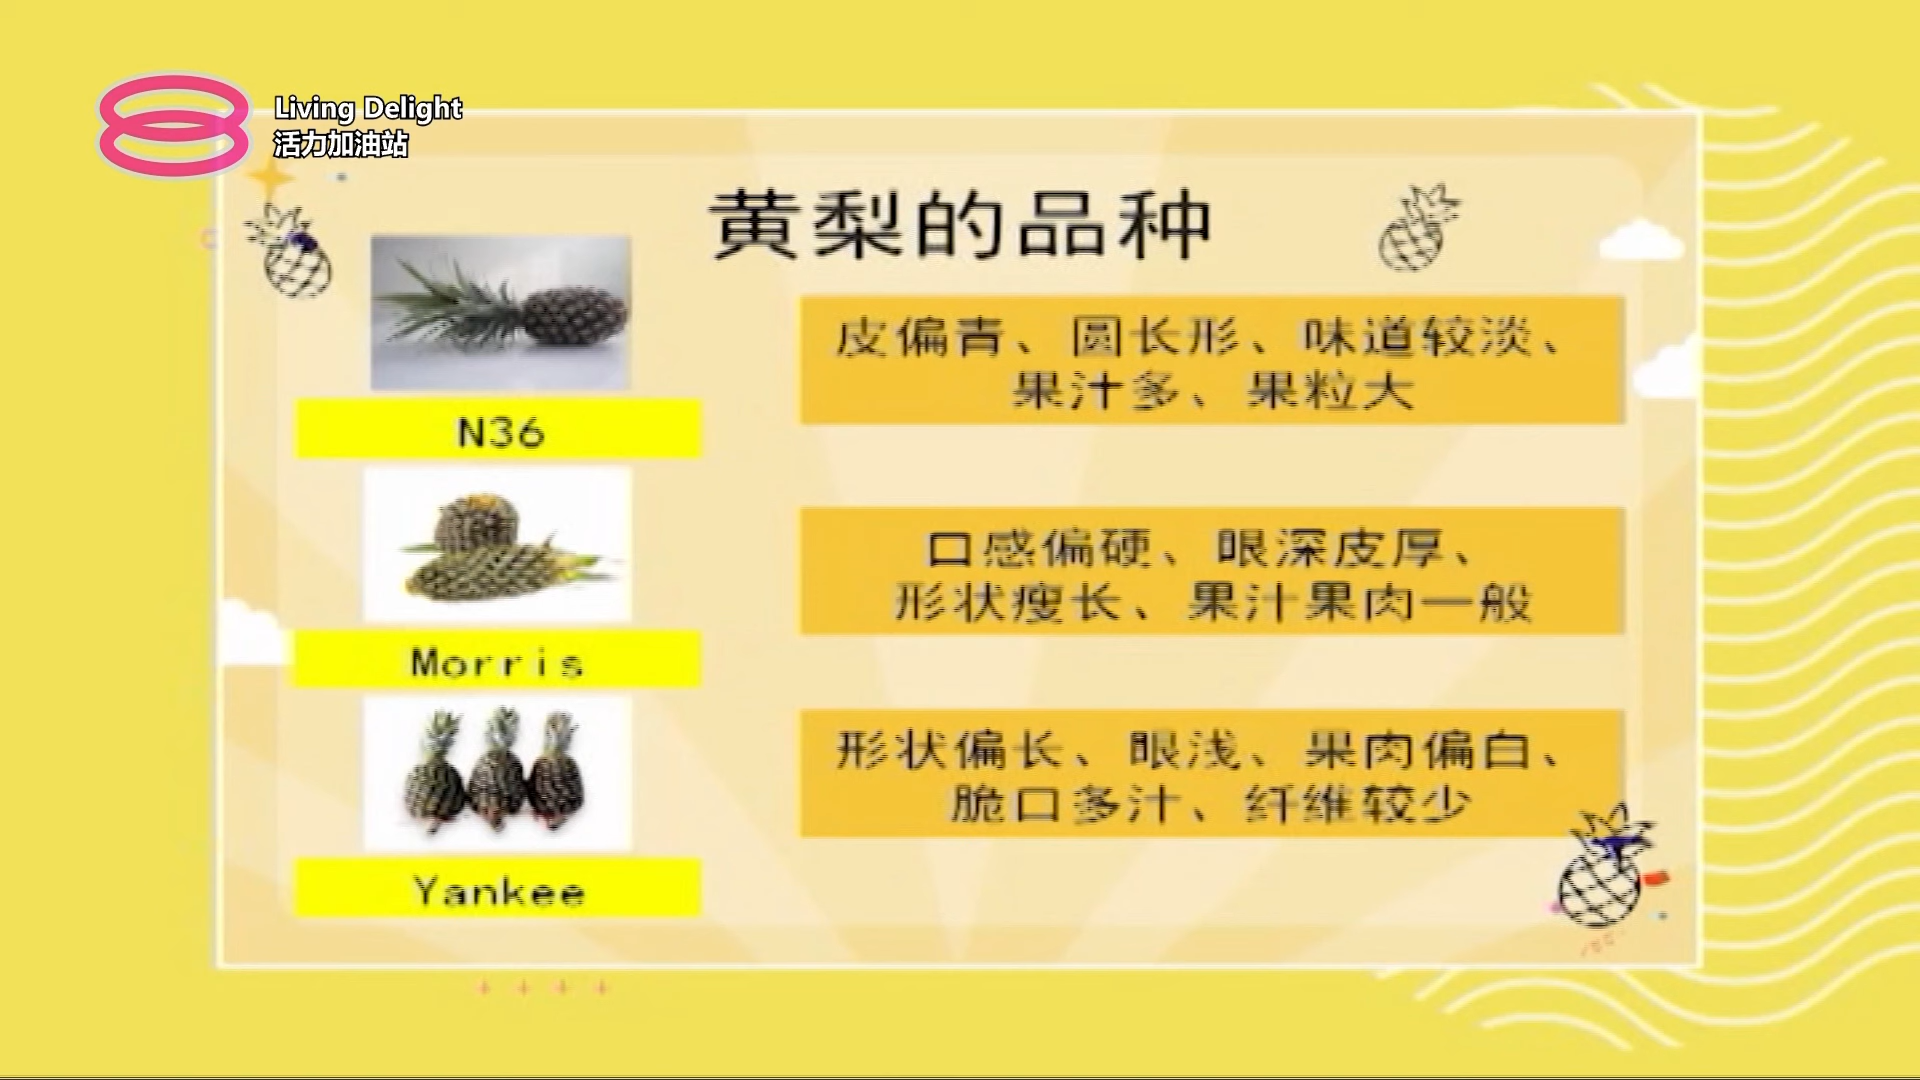 Living Delight
活力加油站
黄梨的品种
N36
皮偏青、圆长形、味道较淡、
果汁多、果粒大
Morris
口感偏硬、眼深皮厚、
形状瘦长、果汁果肉一般
Yankee
形状偏长、眼浅、果肉偏白、
脆口多汁、纤维较少